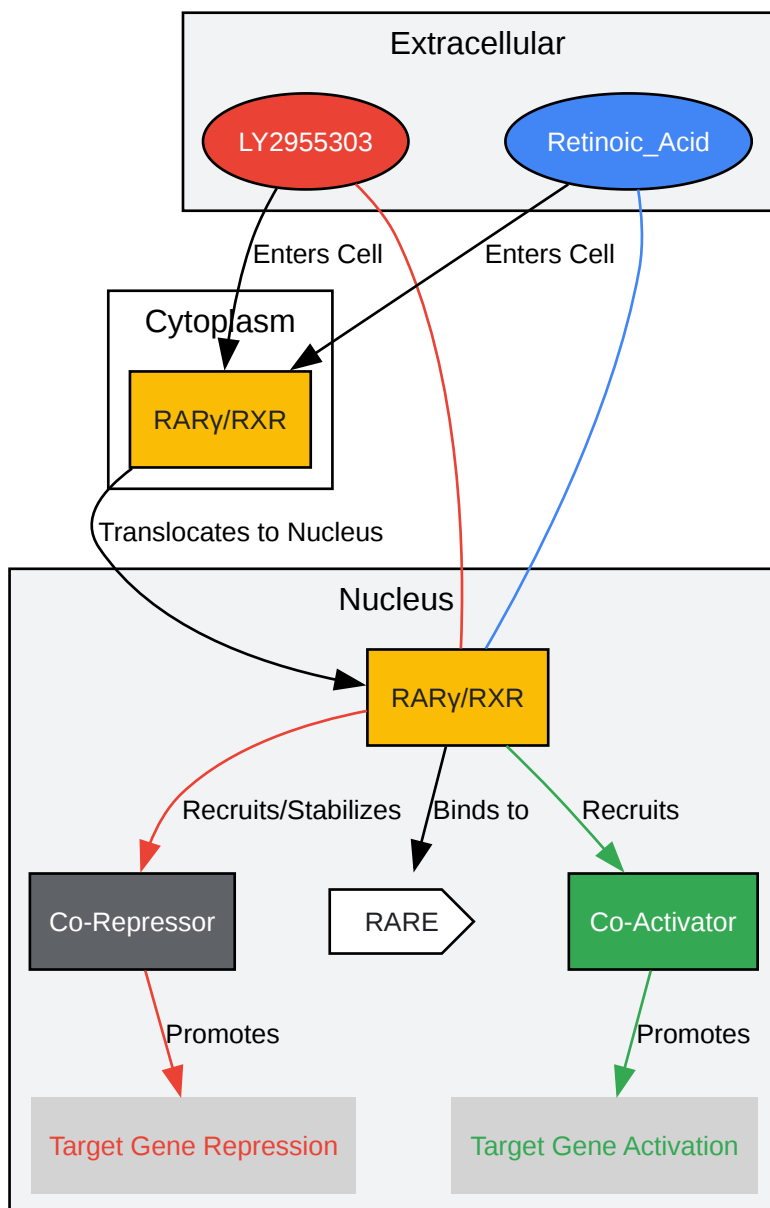 Extracellular
LY2955303
Retinoic_Acid
Enters Cell
Enters Cell
Cytoplasm
RARγ/RXR
Translocates to Nucleus
Nucleus
RARγ/RXR
Recruits/Stabilizes
Binds to
Recruits
Co-Repressor
RARE
Co-Activator
Promotes
Promotes
Target Gene Repression
Target Gene Activation